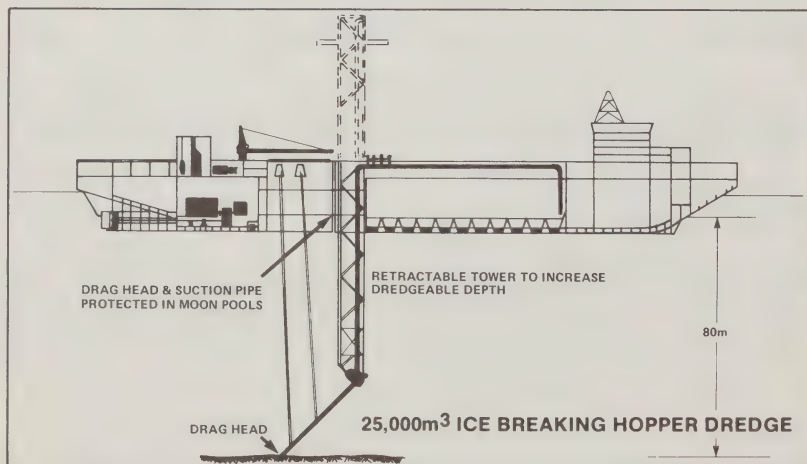 DRAG HEAD & SUCTION PIPE
PROTECTED IN MOON POOLS
RETRACTABLE TOWER TO INCREASE
DREDGEABLE DEPTH
80m
DRAG HEAD
25,000m³ ICE BREAKING HOPPER DREDGE